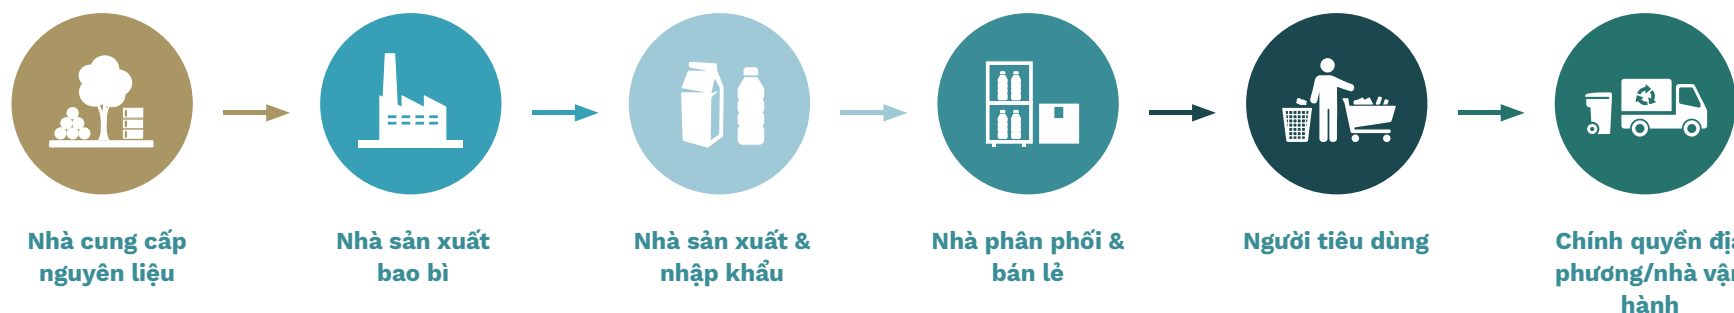 Nhà cung cấp
nguyên liệu
Nhà sản xuất
bao bì
Nhà sản xuất &
nhập khẩu
Nhà phân phối &
bán lẻ
Người tiêu dùng
Chính quyền
phương/nhà
hành